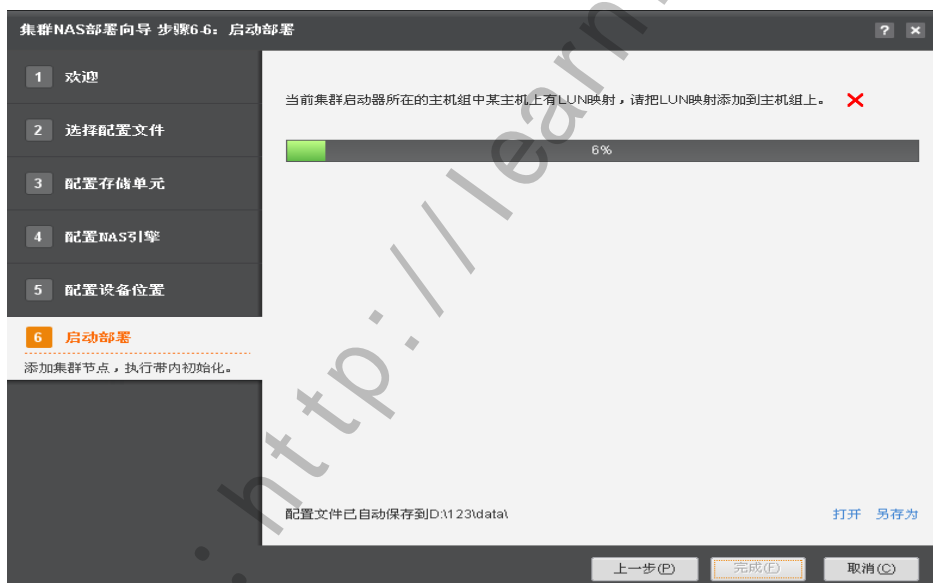 集群NAS部署向导 步骤6-6：启动部署
? ×
1 欢迎
当前集群启动器所在的主机组中某主机上有LUN映射，请把LUN映射添加到主机组上。
2 选择配置文件
6%
3 配置存储单元
4 配置NAS引擎
5 配置设备位置
6 启动部署
添加集群节点，执行带内初始化。
配置文件已自动保存到D:\123\data\
打开 另存为
上一步(P) 完成(F) 取消(C)
: http://learn